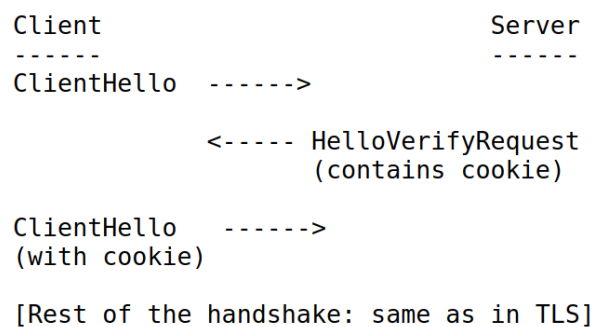 Client                          Server
------                          ------
ClientHello  ------>
<----- HelloVerifyRequest
(contains cookie)
ClientHello   ------>
(with cookie)
[Rest of the handshake: same as in TLS]